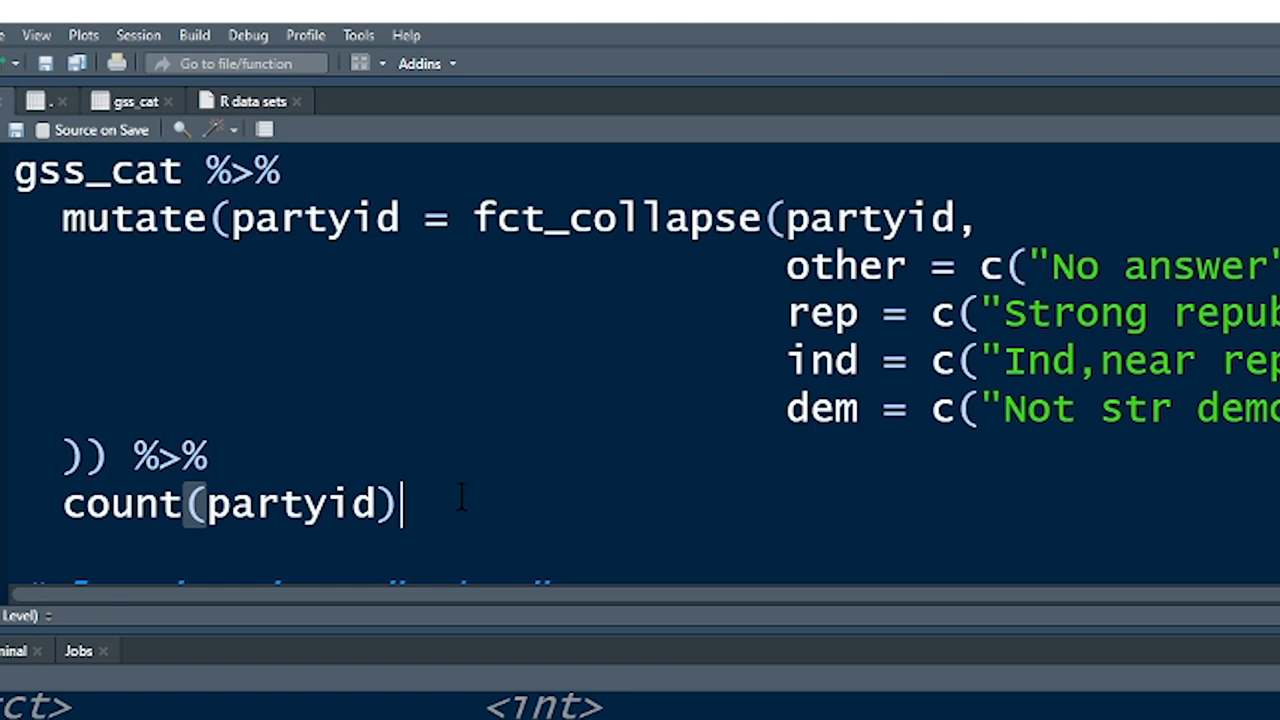 View Plots Session Build Debug Profile Tools Help
Go to file/function Addins
. gss_cat R data sets
Source on Save
gss_cat %>%
mutate(partyid = fct_collapse(partyid,
other = c("No answer"
rep = c("Strong repub
ind = c("Ind,near rep
dem = c("Not str demo
)) %>%
count(partyid)
Level)
minal Jobs
<int>